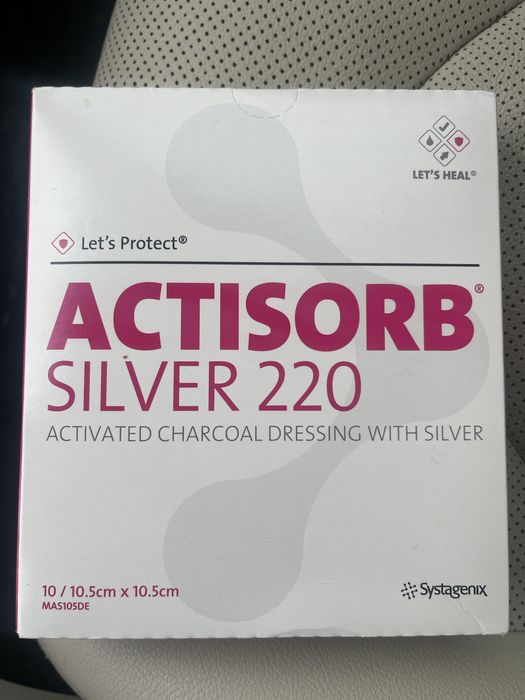 LET'S HEAL®
Let's Protect®
ACTISORB®
SILVER 220
ACTIVATED CHARCOAL DRESSING WITH SILVER
10 / 10.5cm x 10.5cm
MAS105DE
Systagenix